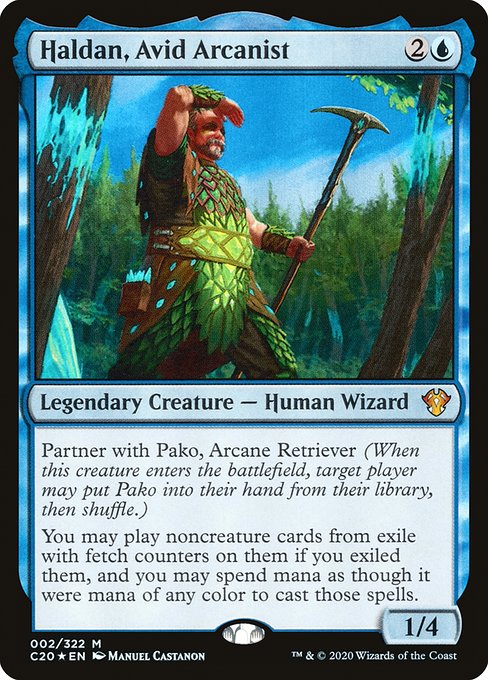 Haldan, Avid Arcanist 2
Legendary Creature — Human Wizard
Partner with Pako, Arcane Retriever (When
this creature enters the battlefield, target player
may put Pako into their hand from their library,
then shuffle.)
You may play noncreature cards from exile
with fetch counters on them if you exiled
them, and you may spend mana as though it
were mana of any color to cast those spells.
1/4
002/322 M
C20 ★ EN Manuel Castanon
™ & © 2020 Wizards of the Coast